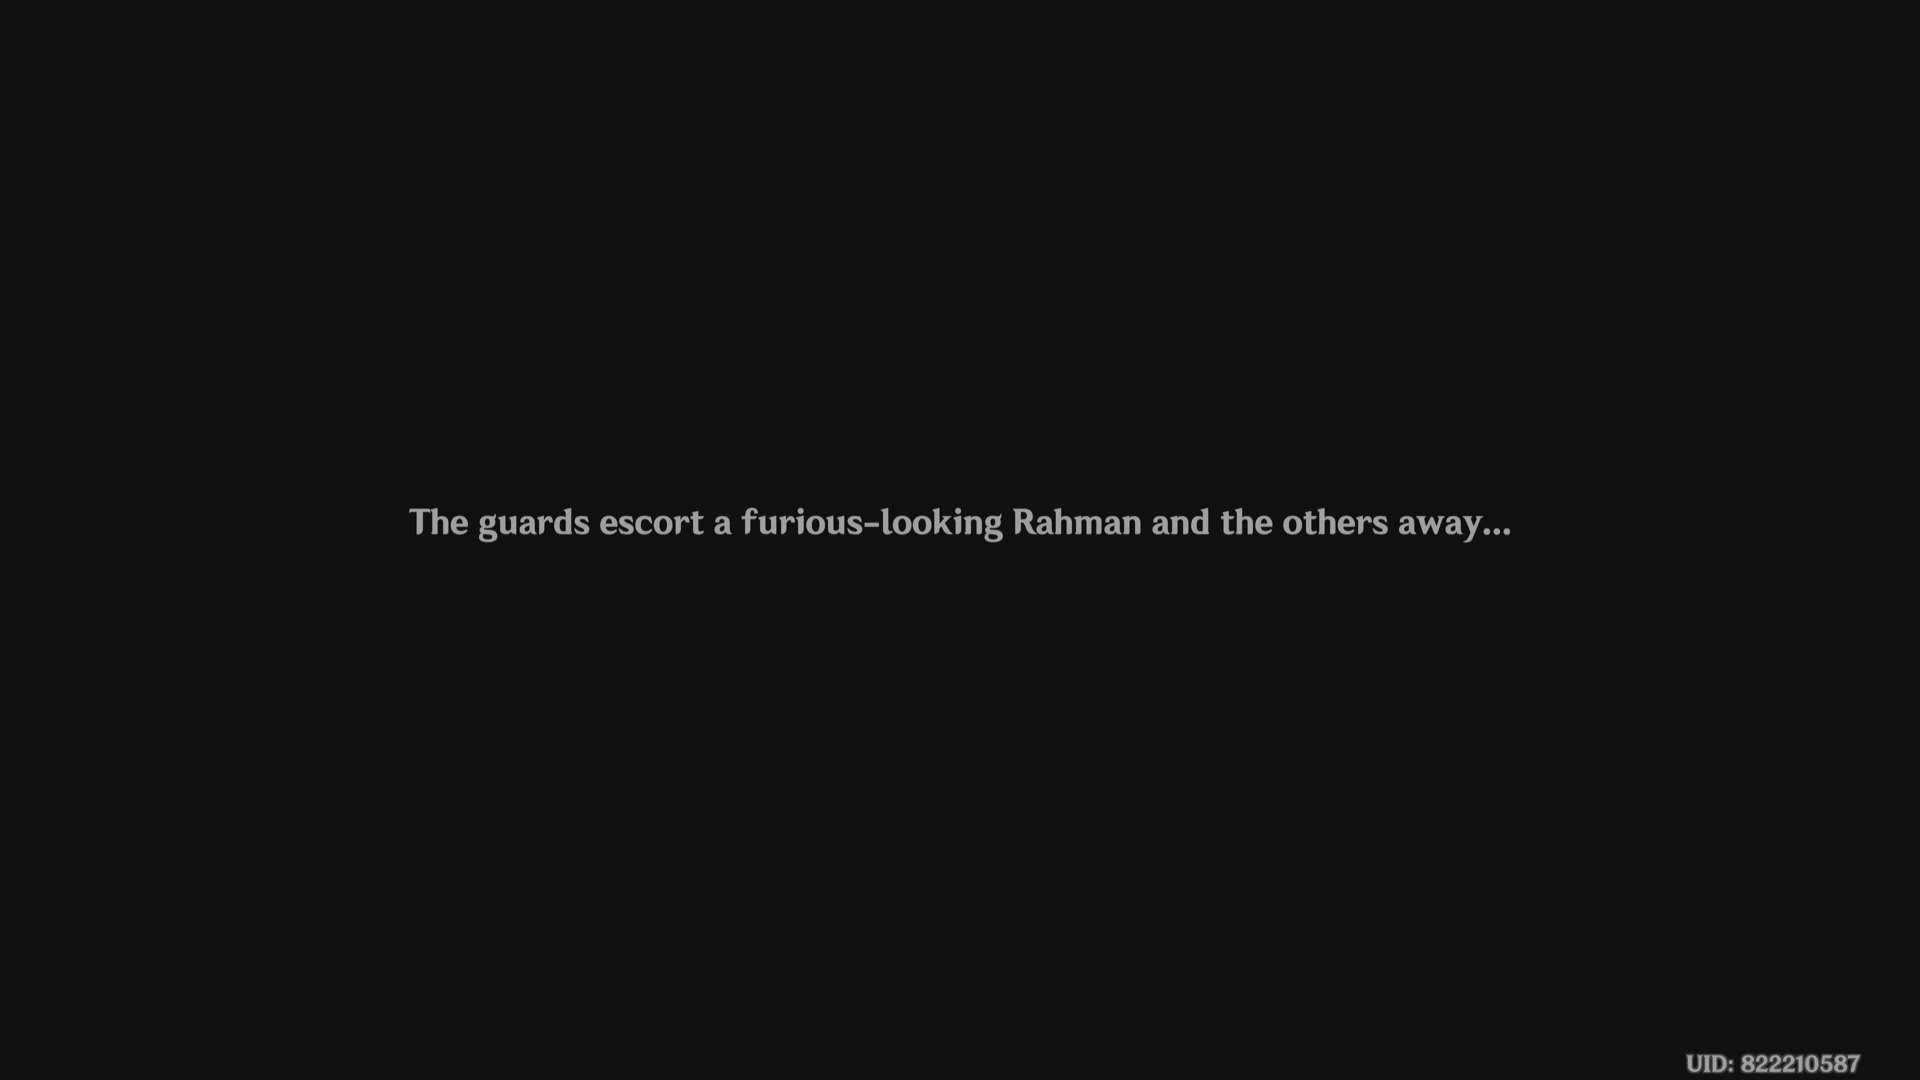 The guards escort a furious-looking Rahman and the others away...
UID: 822210587